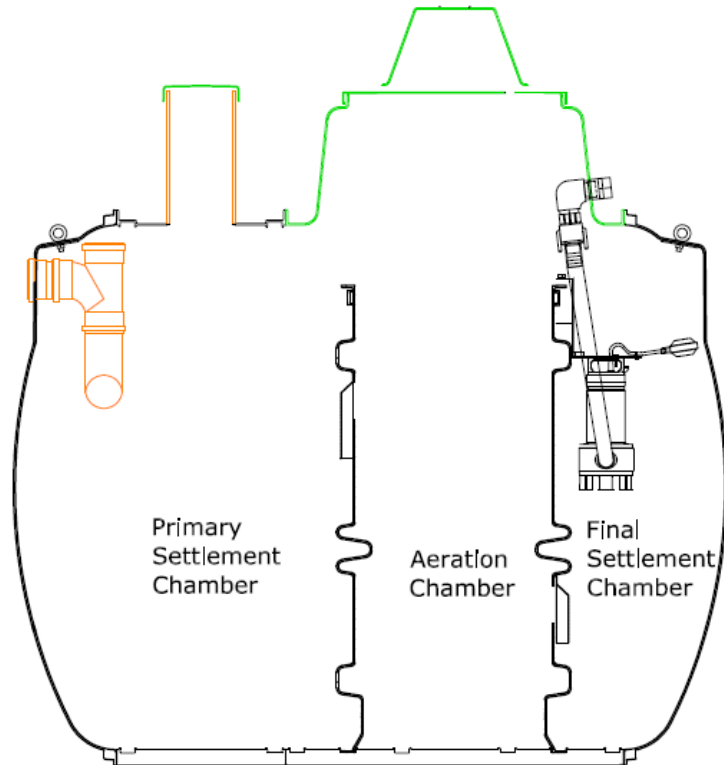 Primary
Settlement
Chamber
Aeration
Chamber
Final
Settlement
Chamber